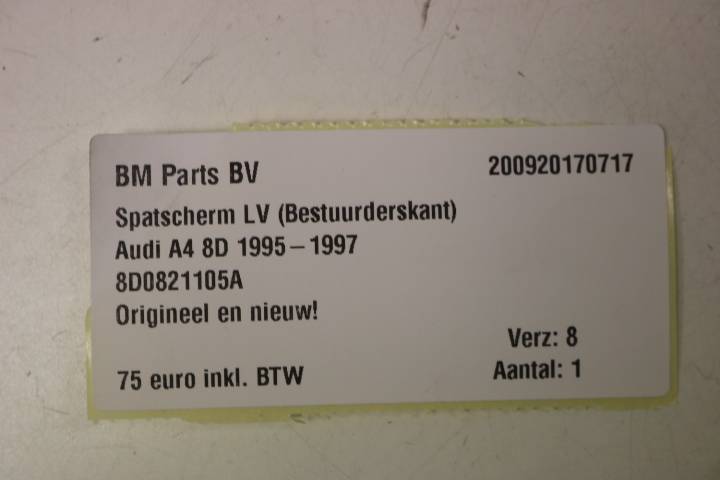 BM Parts BV 200920170717
Spatscherm LV (Bestuurderskant)
Audi A4 8D 1995 – 1997
8D0821105A
Origineel en nieuw!
Verz: 8
75 euro inkl. BTW Aantal: 1